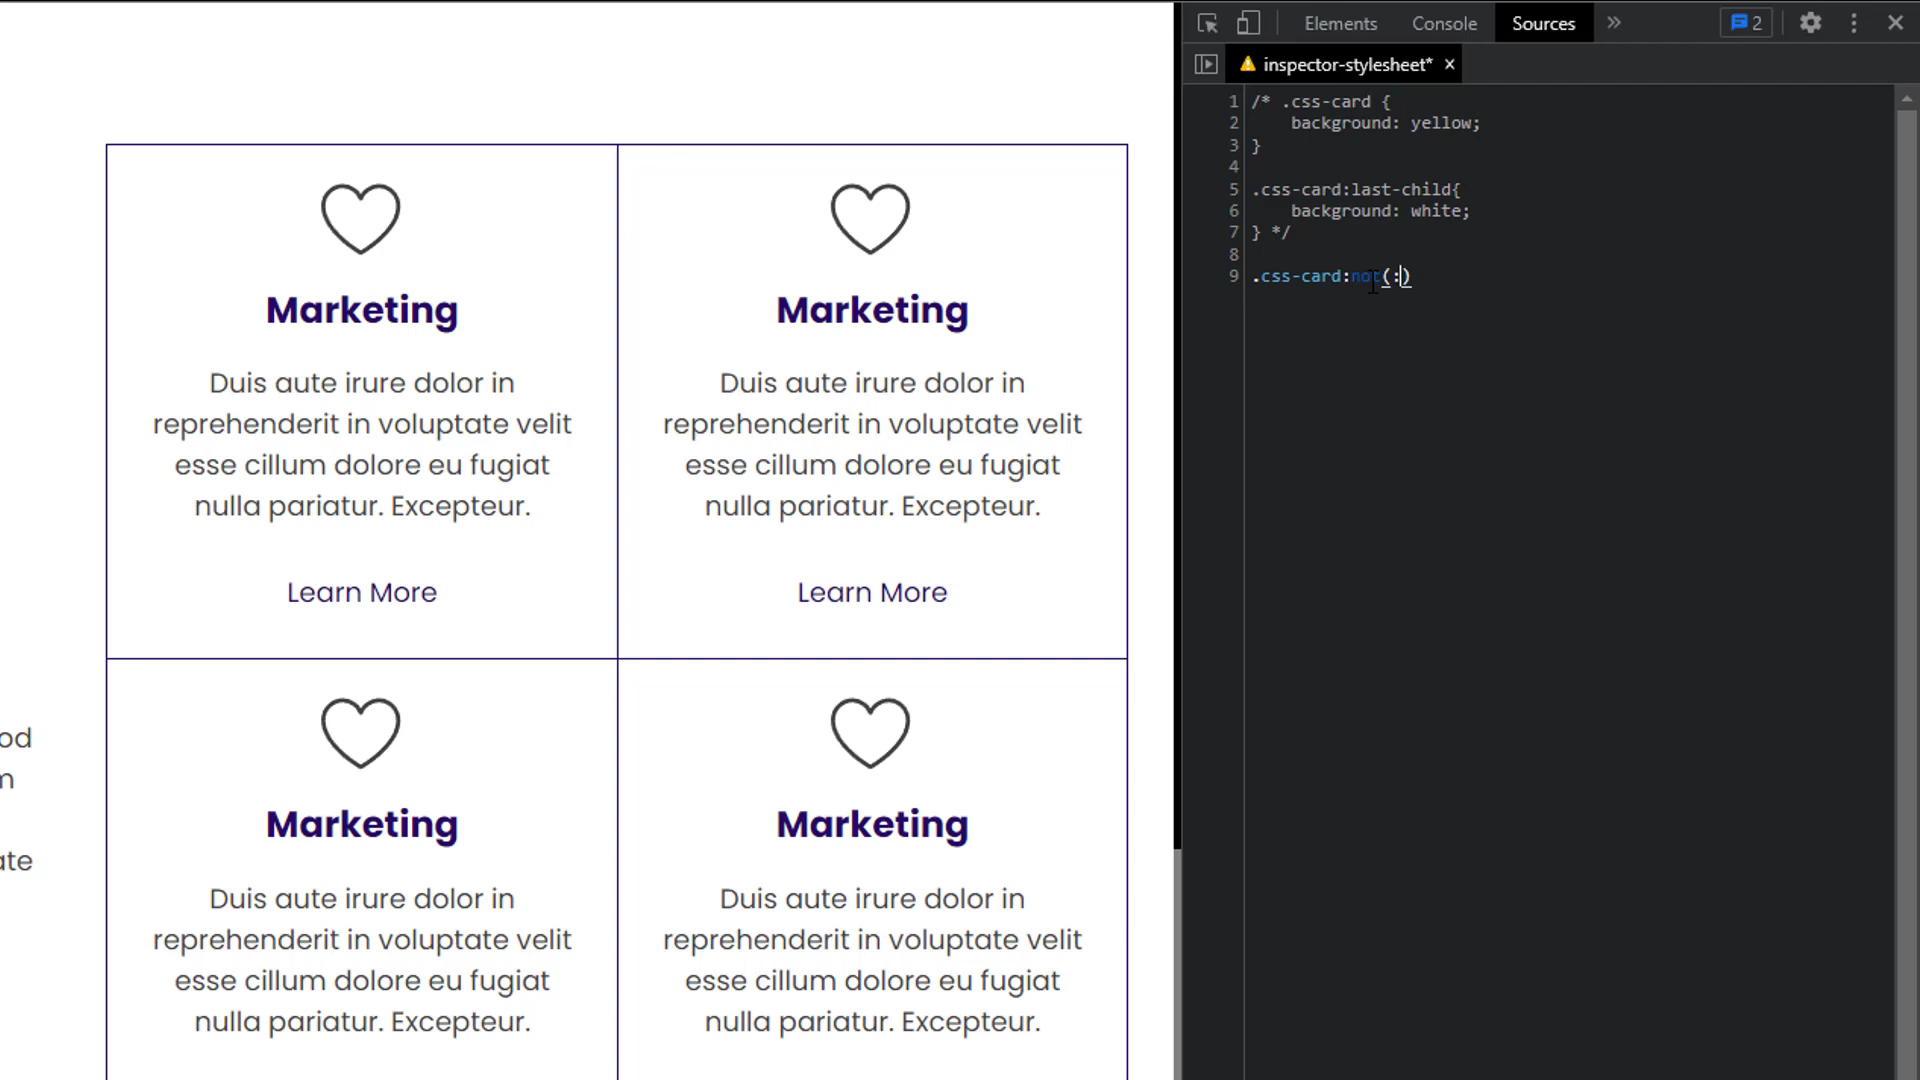 Marketing
Duis aute irure dolor in
reprehenderit in voluptate velit
esse cillum dolore eu fugiat
nulla pariatur. Excepteur.
Learn More
Marketing
Duis aute irure dolor in
reprehenderit in voluptate velit
esse cillum dolore eu fugiat
nulla pariatur. Excepteur.
Learn More
od
m
ate
Marketing
Duis aute irure dolor in
reprehenderit in voluptate velit
esse cillum dolore eu fugiat
nulla pariatur. Excepteur.
Marketing
Duis aute irure dolor in
reprehenderit in voluptate velit
esse cillum dolore eu fugiat
nulla pariatur. Excepteur.
Elements Console Sources » 2
inspector-stylesheet* ×
1 /* .css-card {
2 background: yellow;
3 }
4
5 .css-card:last-child{
6 background: white;
7 } */
8
9 .css-card:not(:)